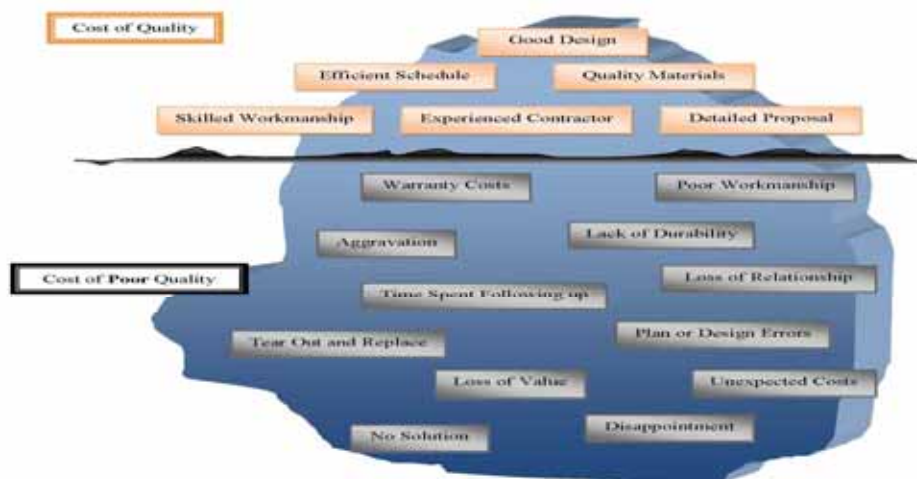 Cost of Quality
Good Design
Efficient Schedule
Quality Materials
Skilled Workmanship
Experienced Contractor
Detailed Proposal
Warranty Costs
Poor Workmanship
Aggravation
Lack of Durability
Cost of Poor Quality
Loss of Relationship
Time Spent Following up
Tear Out and Replace
Plan or Design Errors
Loss of Value
Unexpected Costs
No Solution
Disappointment